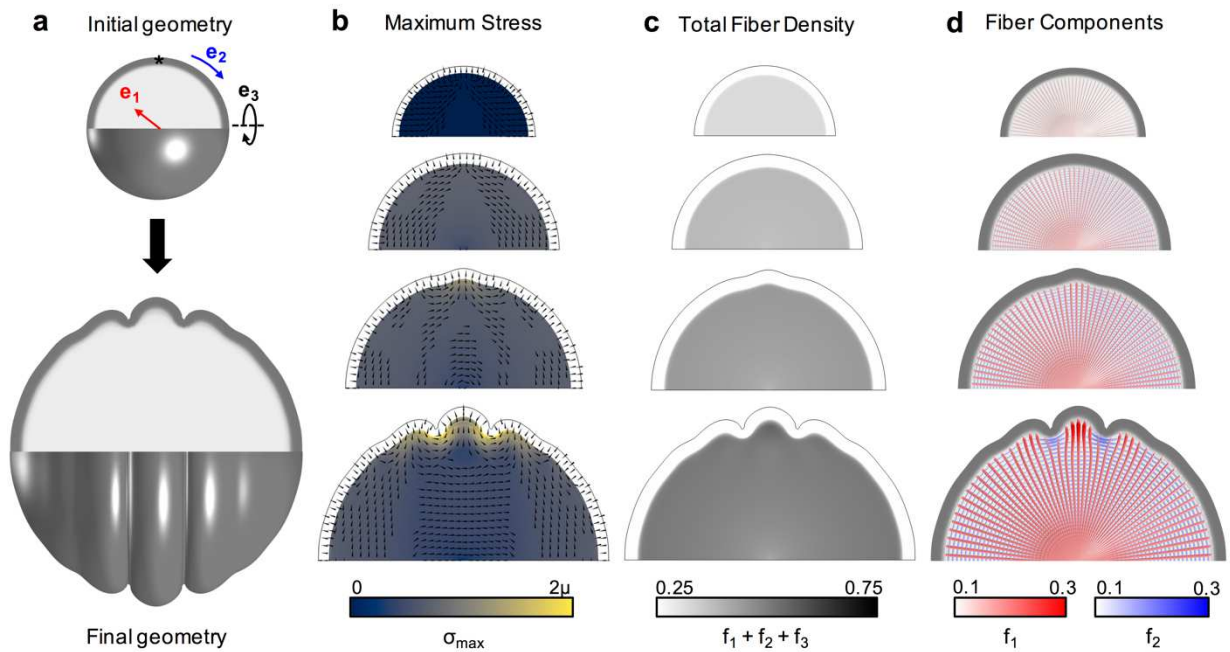 a Initial geometry
*
e₂
e₁
e₃
Final geometry
b Maximum Stress
0 2μ
σmax
c Total Fiber Density
0.25 0.75
f₁ + f₂ + f₃
d Fiber Components
0.1 0.3 0.1 0.3
f₁ f₂